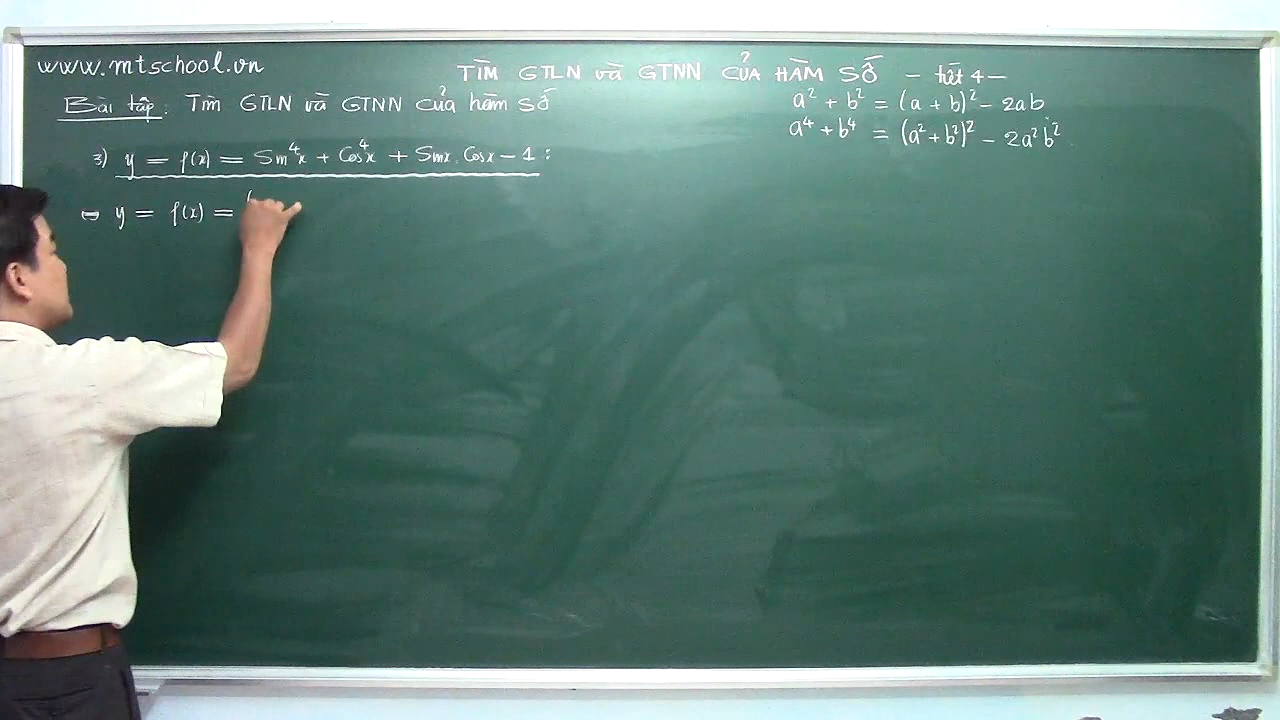 www.mtschool.vn
TÌM GTLN và GTNN CỦA HÀM SỐ - tiết 4 -
Bài tập: Tìm GTLN và GTNN của hàm số
a² + b² = (a + b)² - 2ab
a⁴ + b⁴ = (a² + b²)² - 2a²b²
3) y = f(x) = Sin⁴x + Cos⁴x + Sinx.Cosx - 1:
y = f(x) = (